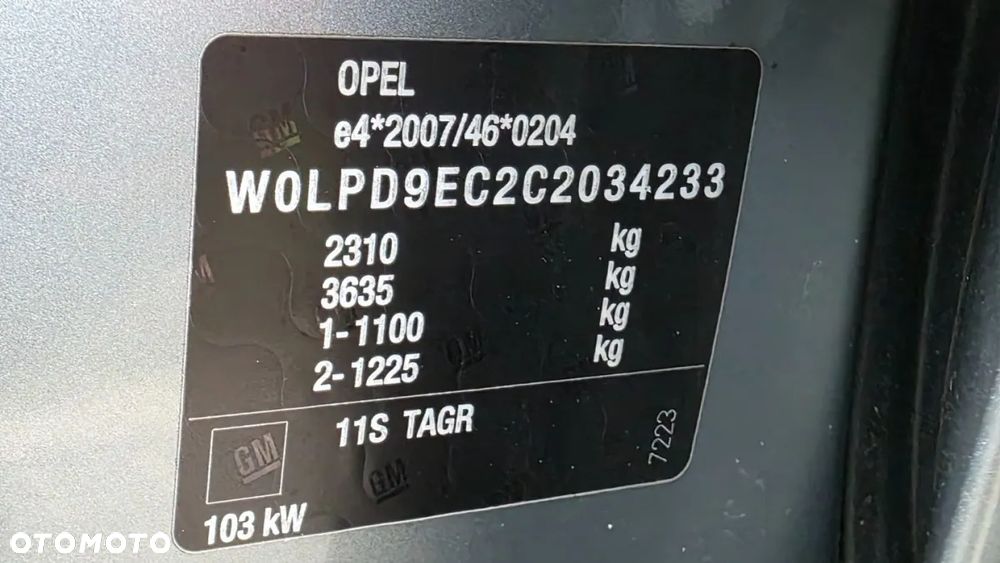 OPEL
e4*2007/46*0204
W0LPD9EC2C2034233
2310 kg
3635 kg
1-1100 kg
2-1225 kg
11S TAGR
7223
GM
GM
GM
103 kW
OTOMOTO